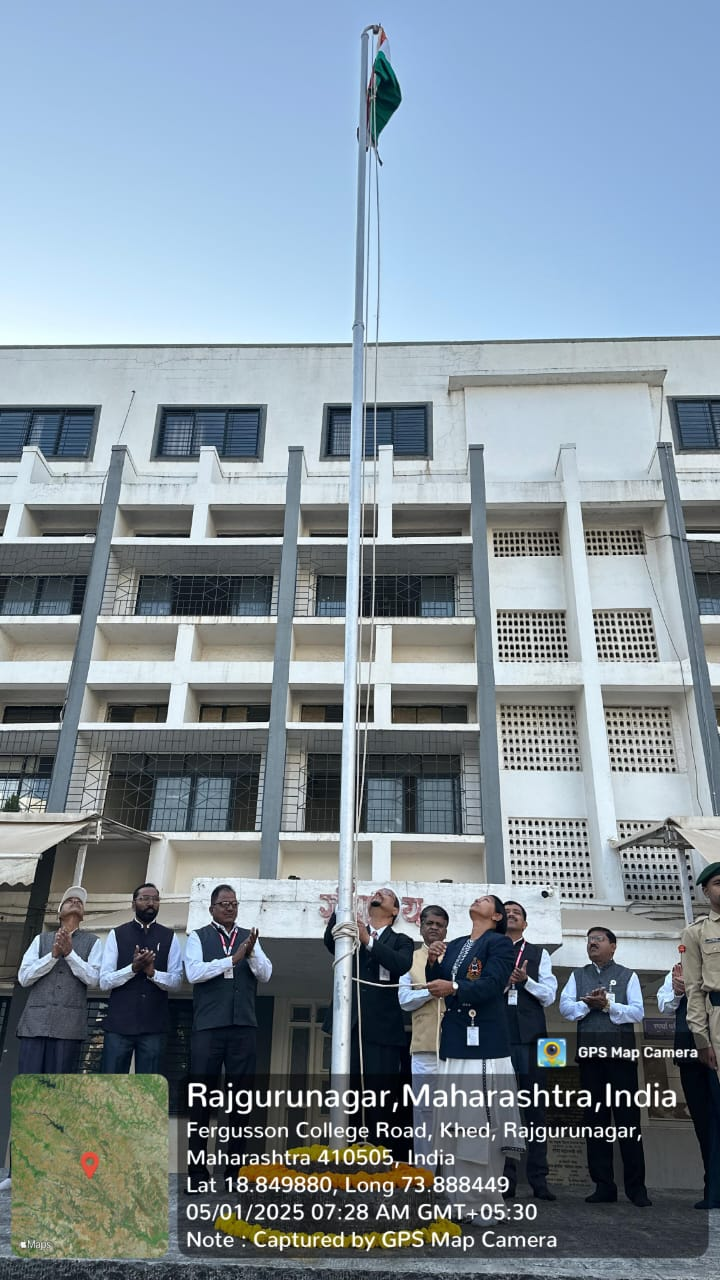 GPS Map Camera
Rajgurunagar,Maharashtra,India
Fergusson College Road, Khed, Rajgurunagar,
Maharashtra 410505, India
Lat 18.849880, Long 73.888449
05/01/2025 07:28 AM GMT+05:30
Note : Captured by GPS Map Camera
Maps